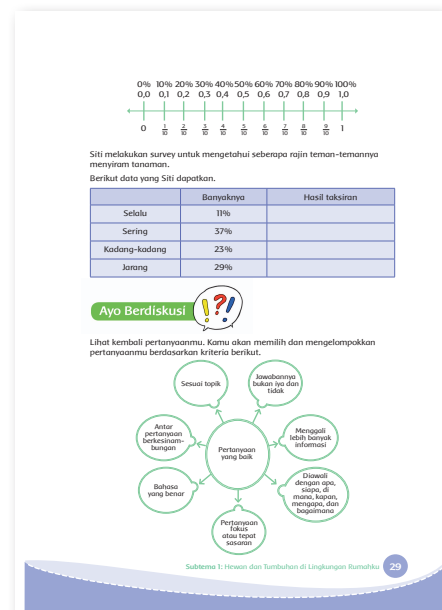 0% 10% 20% 30% 40% 50% 60% 70% 80% 90% 100%
0,0 0,1 0,2 0,3 0,4 0,5 0,6 0,7 0,8 0,9 1,0
0 1/10 2/10 3/10 4/10 5/10 6/10 7/10 8/10 9/10 1
Siti melakukan survey untuk mengetahui seberapa rajin teman-temannya
menyiram tanaman.
Berikut data yang Siti dapatkan.
Banyaknya Hasil taksiran
Selalu 11%
Sering 37%
Kadang-kadang 23%
Jarang 29%
Ayo Berdiskusi
! ? !
Lihat kembali pertanyaanmu. Kamu akan memilih dan mengelompokkan
pertanyaanmu berdasarkan kriteria berikut.
Sesuai topik
Jawabannya
bukan iya dan
tidak
Antar
pertanyaan
berkesinam-
bungan
Pertanyaan
yang baik
Menggali
lebih banyak
informasi
Bahasa
yang benar
Diawali
dengan apa,
siapa, di
mana, kapan,
mengapa, dan
bagaimana
Pertanyaan
fokus
atau tepat
sasaran
Subtema 1: Hewan dan Tumbuhan di Lingkungan Rumahku 29